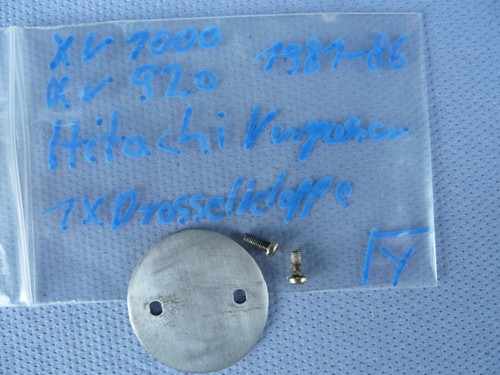 XV 1000 1981-86
XV 920
Hitachi Vergaser
1X Drosselklappe
Y